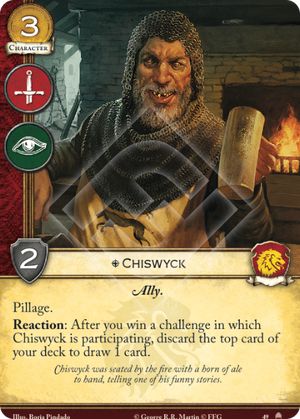 3
Character
2
Chiswyck
Ally.
Pillage.
Reaction: After you win a challenge in which
Chiswyck is participating, discard the top card of
your deck to draw 1 card.
Chiswyck was seated by the fire with a horn of ale
to hand, telling one of his funny stories.
Illus. Borja Pindado
© George R.R. Martin © FFG